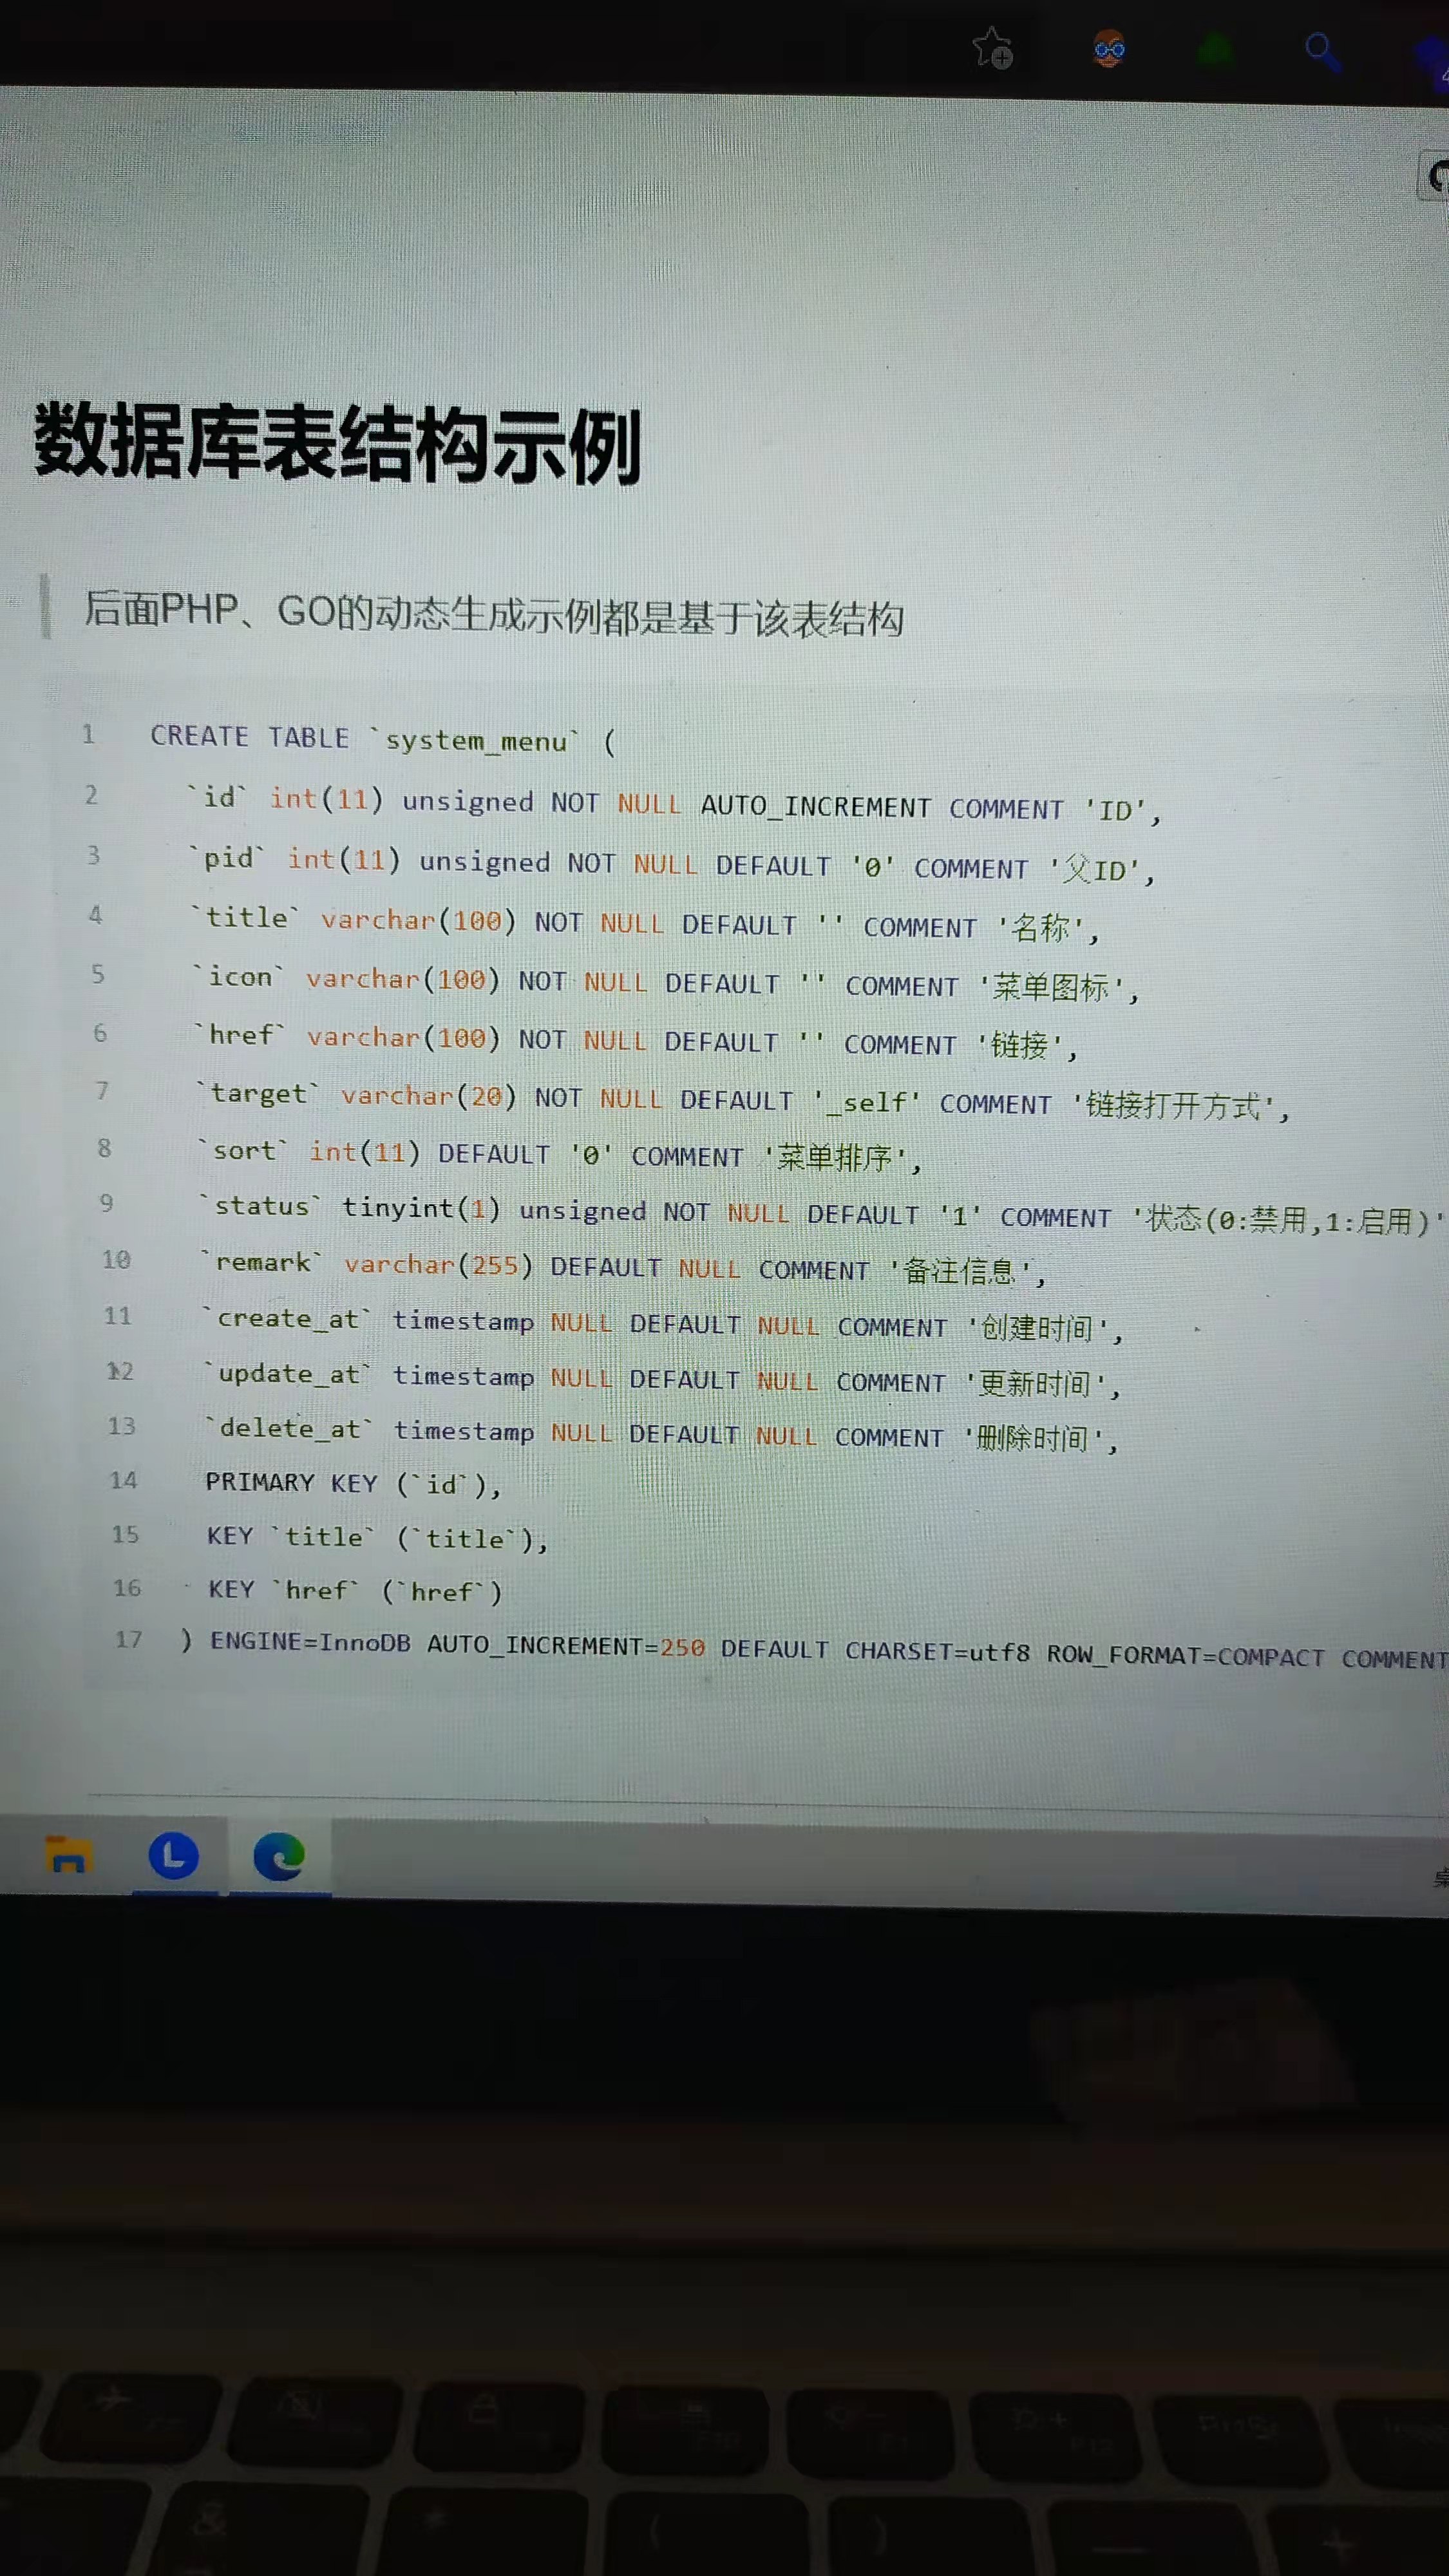 数据库表结构示例
后面PHP、GO的动态生成示例都是基于该表结构
1 CREATE TABLE `system_menu` (
2 `id` int(11) unsigned NOT NULL AUTO_INCREMENT COMMENT 'ID',
3 `pid` int(11) unsigned NOT NULL DEFAULT '0' COMMENT '父ID',
4 `title` varchar(100) NOT NULL DEFAULT '' COMMENT '名称',
5 `icon` varchar(100) NOT NULL DEFAULT '' COMMENT '菜单图标',
6 `href` varchar(100) NOT NULL DEFAULT '' COMMENT '链接',
7 `target` varchar(20) NOT NULL DEFAULT '_self' COMMENT '链接打开方式',
8 `sort` int(11) DEFAULT '0' COMMENT '菜单排序',
9 `status` tinyint(1) unsigned NOT NULL DEFAULT '1' COMMENT '状态(0:禁用,1:启用)'
10 `remark` varchar(255) DEFAULT NULL COMMENT '备注信息',
11 `create_at` timestamp NULL DEFAULT NULL COMMENT '创建时间',
12 `update_at` timestamp NULL DEFAULT NULL COMMENT '更新时间',
13 `delete_at` timestamp NULL DEFAULT NULL COMMENT '删除时间',
14 PRIMARY KEY (`id`),
15 KEY `title` (`title`),
16 KEY `href` (`href`)
17 ) ENGINE=InnoDB AUTO_INCREMENT=250 DEFAULT CHARSET=utf8 ROW_FORMAT=COMPACT COMMENT
L